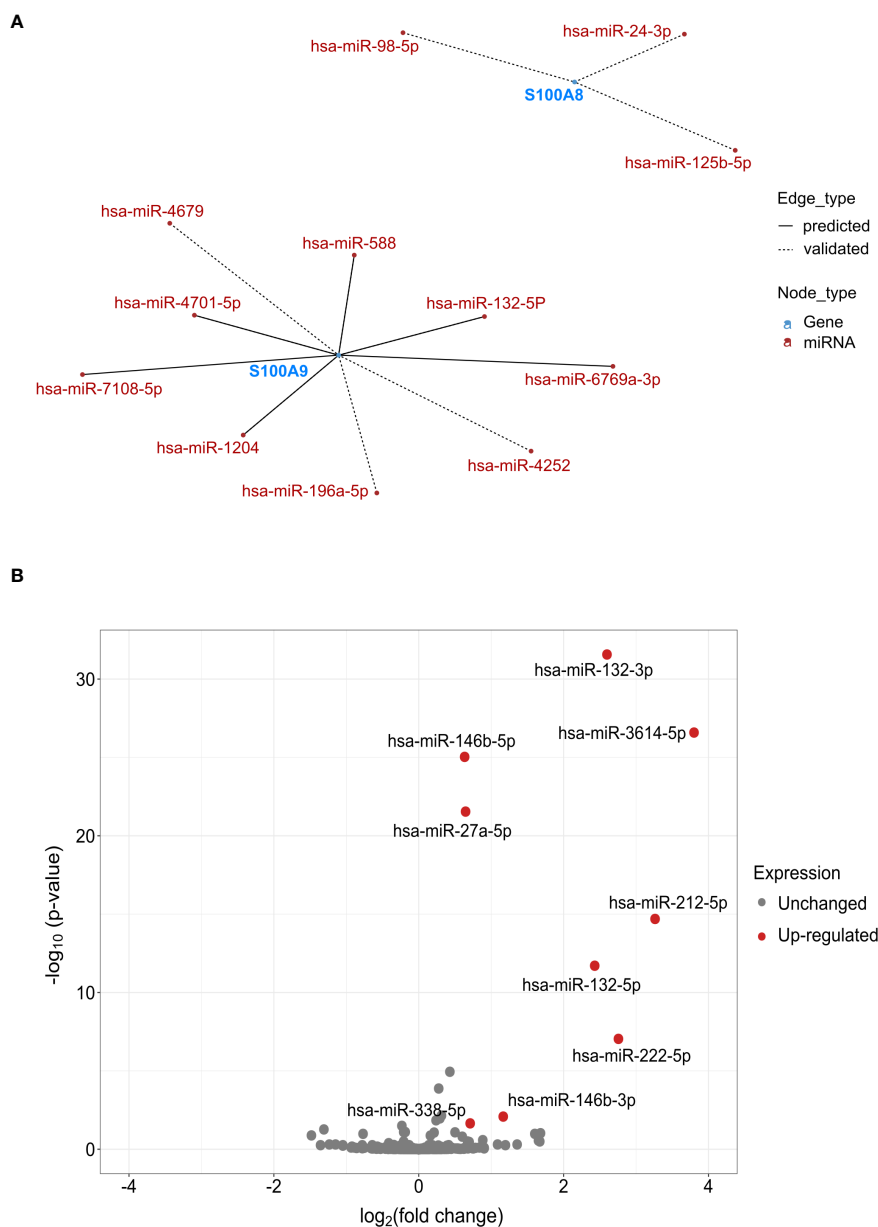 A
hsa-miR-98-5p
hsa-miR-24-3p
S100A8
hsa-miR-125b-5p
Edge_type
predicted
validated
Node_type
a Gene
a miRNA
hsa-miR-4679
hsa-miR-588
hsa-miR-4701-5p
hsa-miR-132-5P
S100A9
hsa-miR-7108-5p
hsa-miR-6769a-3p
hsa-miR-1204
hsa-miR-4252
hsa-miR-196a-5p
B
hsa-miR-132-3p
hsa-miR-3614-5p
hsa-miR-146b-5p
hsa-miR-27a-5p
hsa-miR-212-5p
hsa-miR-132-5p
hsa-miR-222-5p
hsa-miR-338-5p
hsa-miR-146b-3p
30
20
10
0
-log10 (p-value)
-4 -2 0 2 4
log2(fold change)
Expression
Unchanged
Up-regulated